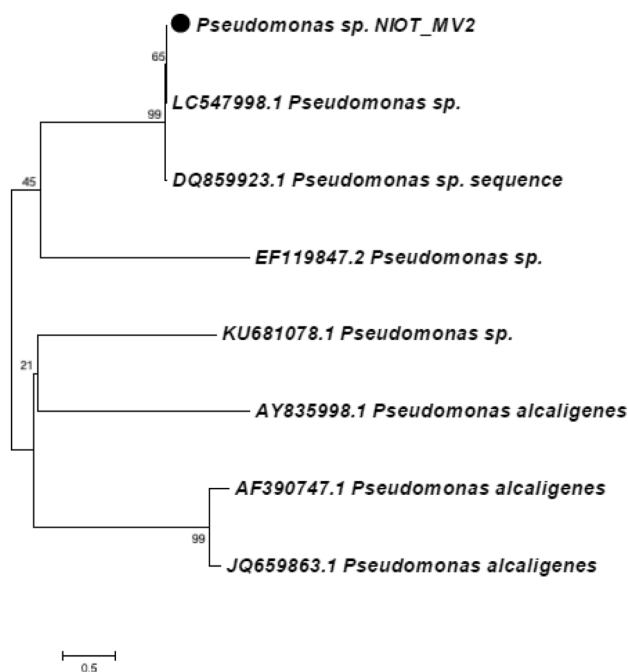 Pseudomonas sp. NIOT_MV2
65
LC547998.1 Pseudomonas sp.
99
DQ859923.1 Pseudomonas sp. sequence
45
EF119847.2 Pseudomonas sp.
KU681078.1 Pseudomonas sp.
21
AY835998.1 Pseudomonas alcaligenes
AF390747.1 Pseudomonas alcaligenes
99
JQ659863.1 Pseudomonas alcaligenes
0.5